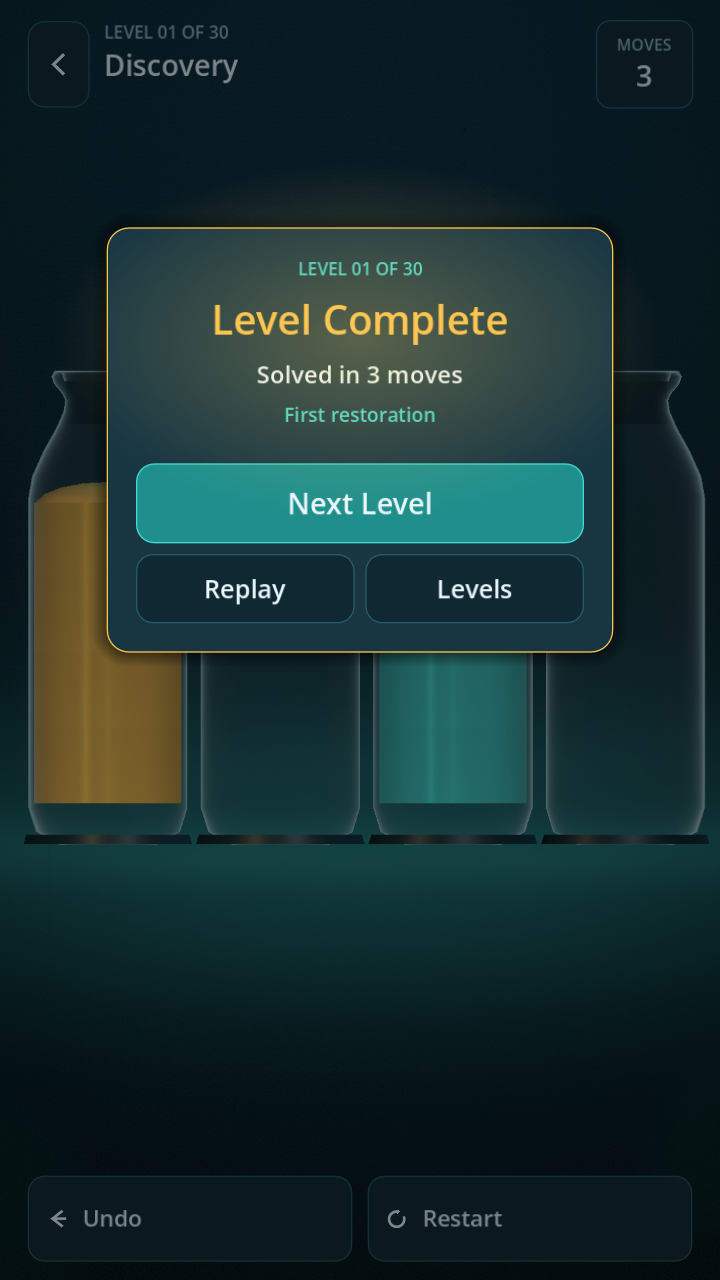 LEVEL 01 OF 30
Discovery
MOVES
3
LEVEL 01 OF 30
Level Complete
Solved in 3 moves
First restoration
Next Level
Replay
Levels
Undo
Restart